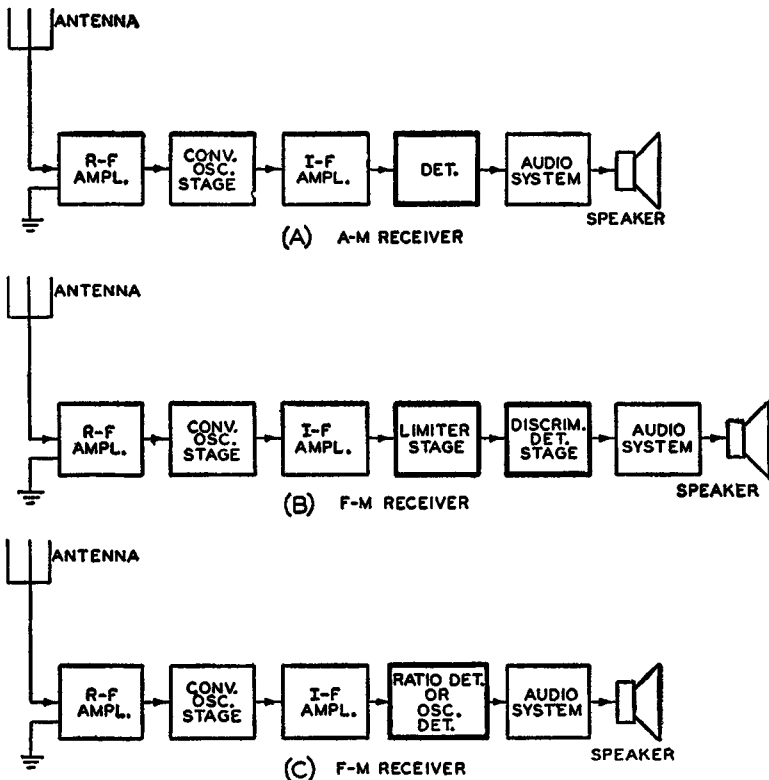 ANTENNA
R-F
AMPL.
CONV.
OSC.
STAGE
I-F
AMPL.
DET.
AUDIO
SYSTEM
SPEAKER
(A) A-M RECEIVER
ANTENNA
R-F
AMPL.
CONV.
OSC.
STAGE
I-F
AMPL.
LIMITER
STAGE
DISCRIM.
DET.
STAGE
AUDIO
SYSTEM
SPEAKER
(B) F-M RECEIVER
ANTENNA
R-F
AMPL.
CONV.
OSC.
STAGE
I-F
AMPL.
RATIO DET.
OR
OSC.
DET.
AUDIO
SYSTEM
SPEAKER
(C) F-M RECEIVER